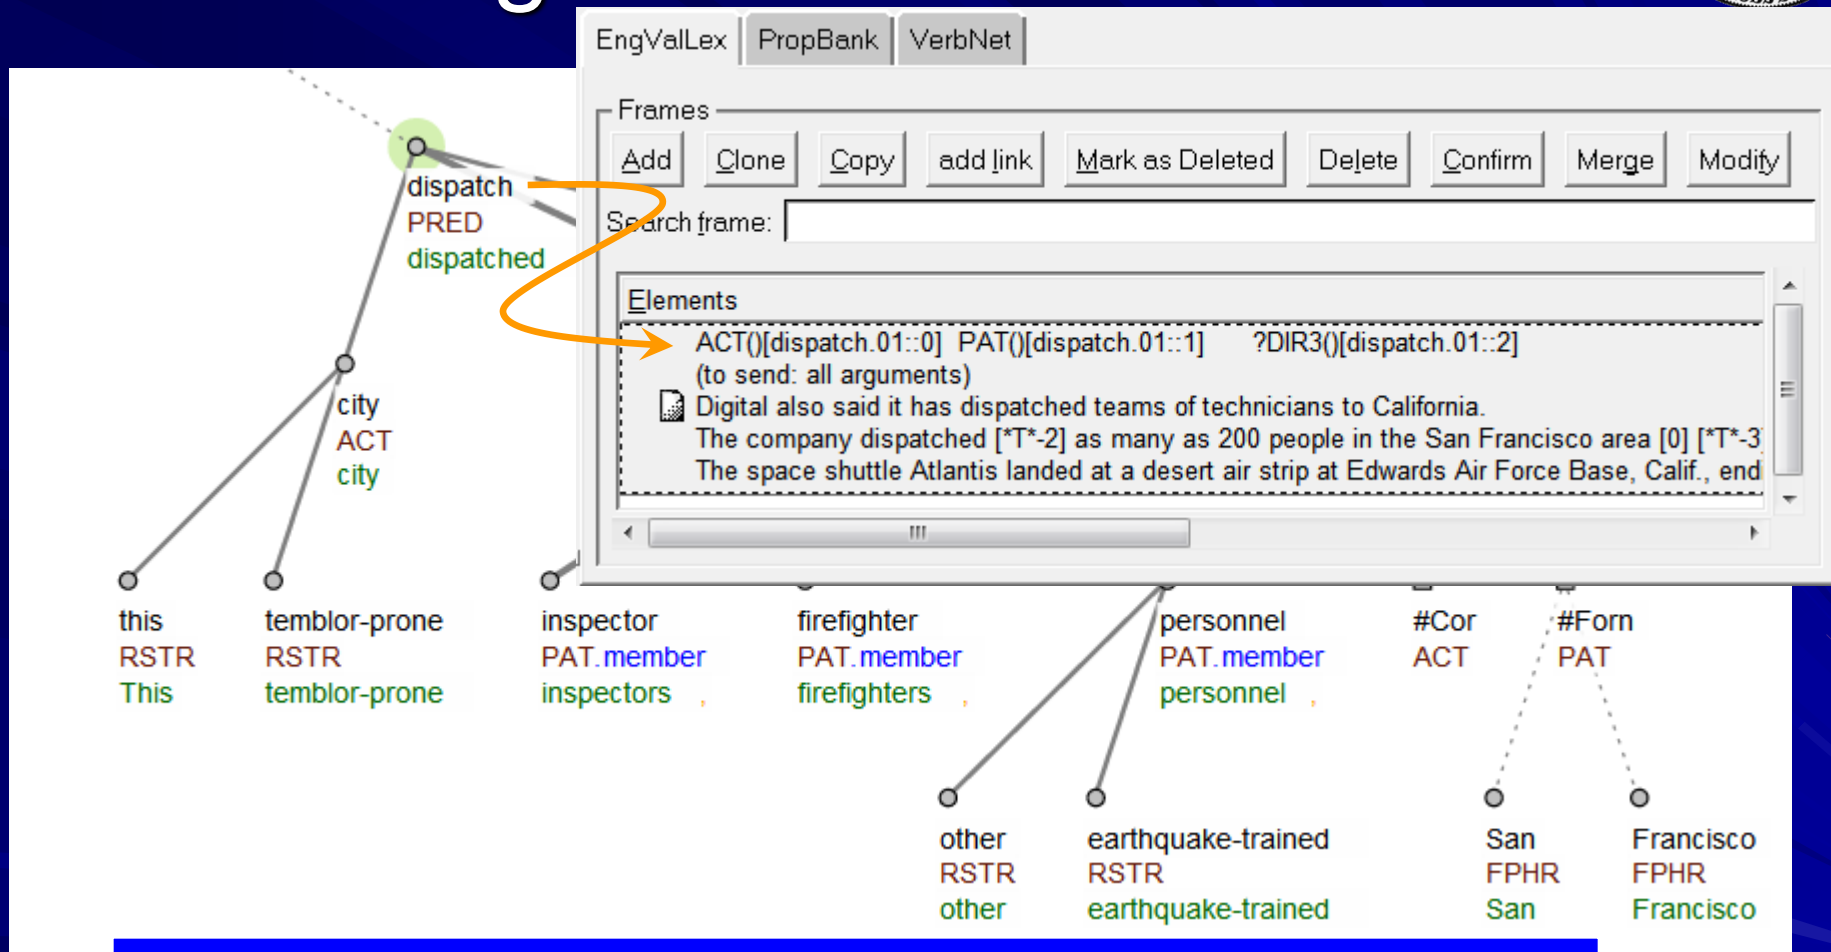 EngValLex PropBank VerbNet
Frames
Add Clone Copy add link Mark as Deleted Delete Confirm Merge Modify
Search frame:
Elements
ACT()[dispatch.01::0] PAT()[dispatch.01::1] ?DIR3()[dispatch.01::2]
(to send: all arguments)
Digital also said it has dispatched teams of technicians to California.
The company dispatched [*T*-2] as many as 200 people in the San Francisco area [0] [*T*-3
The space shuttle Atlantis landed at a desert air strip at Edwards Air Force Base, Calif., end
dispatch
PRED
dispatched
city
ACT
city
this temblor-prone inspector firefighter personnel #Cor #Forn
RSTR RSTR PAT.member PAT.member PAT.member ACT PAT
This temblor-prone inspectors , firefighters , personnel ,
other earthquake-trained San Francisco
RSTR RSTR FPHR FPHR
other earthquake-trained San Francisco